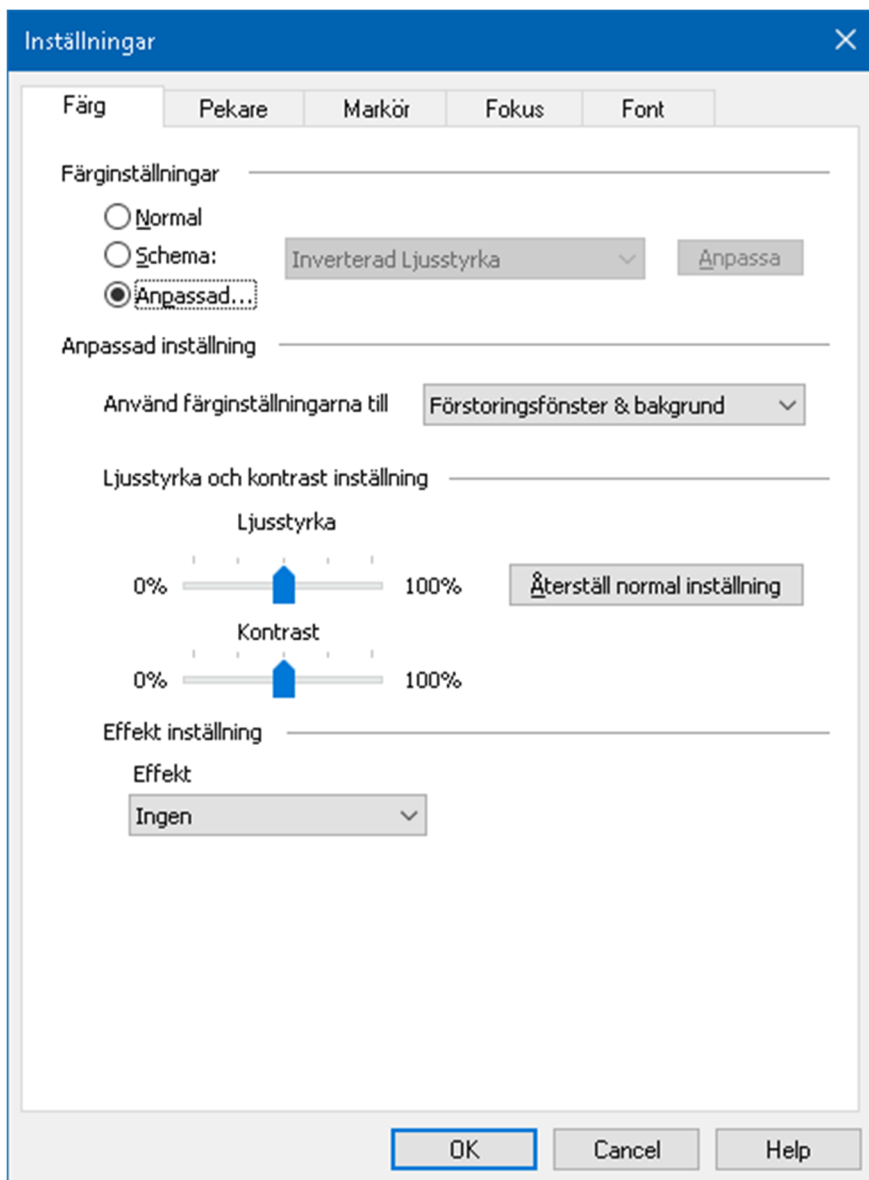 Inställningar
Färg Pekare Markör Fokus Font
Färginställningar
Normal
Schema: Inverterad Ljusstyrka Anpassa
Anpassad...
Anpassad inställning
Använd färginställningarna till Förstoringsfönster & bakgrund
Ljusstyrka och kontrast inställning
Ljusstyrka
0% 100% Återställ normal inställning
Kontrast
0% 100%
Effekt inställning
Effekt
Ingen
OK Cancel Help